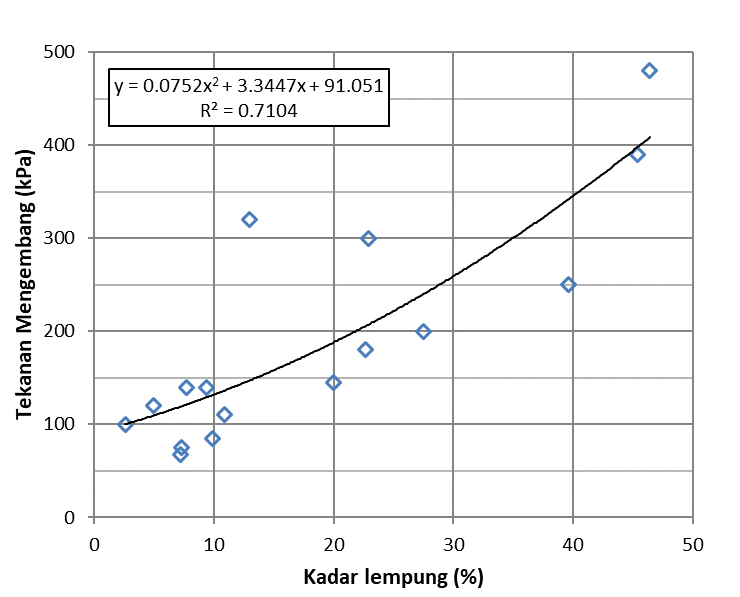 y = 0.0752x² + 3.3447x + 91.051
R² = 0.7104
500
400
300
200
100
0
Tekanan Mengembang (kPa)
0 10 20 30 40 50
Kadar lempung (%)